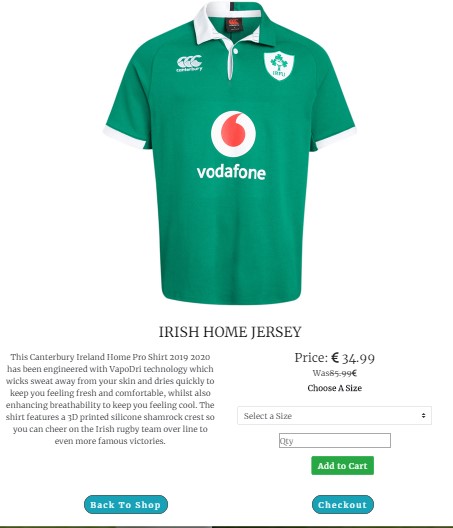 canterbury
IRFU
vodafone
IRISH HOME JERSEY
This Canterbury Ireland Home Pro Shirt 2019 2020
has been engineered with VapoDri technology which
wicks sweat away from your skin and dries quickly to
keep you feeling fresh and comfortable, whilst also
enhancing breathability to keep you feeling cool. The
shirt features a 3D printed silicone shamrock crest so
you can cheer on the Irish rugby team over line to
even more famous victories.
Price: € 34.99
Was85.99€
Choose A Size
Select a Size
Qty
Add to Cart
Back To Shop
Checkout